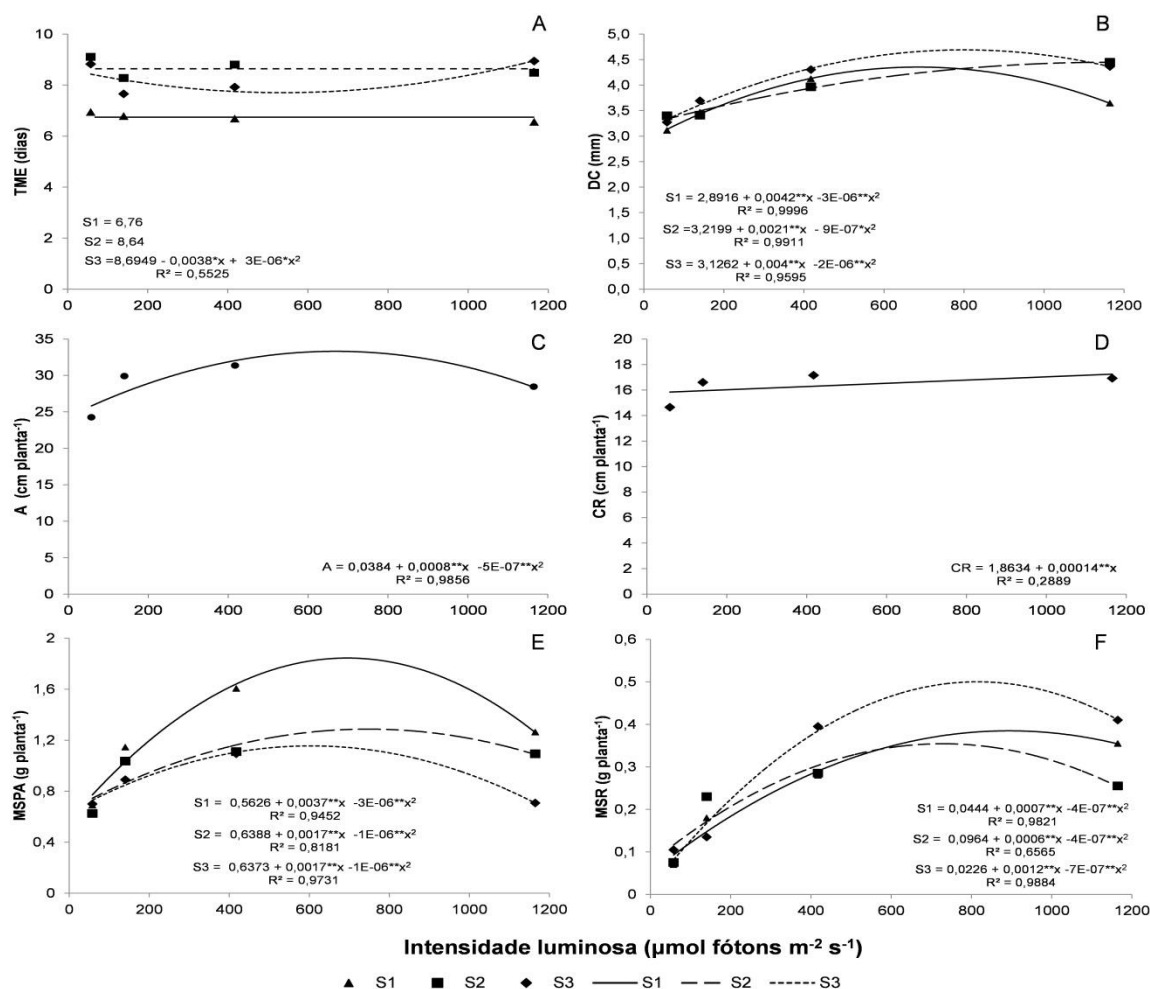 A
10
8
6
4
2
0
TME (dias)
S1 = 6,76
S2 = 8,64
S3 =8,6949 - 0,0038*x + 3E-06*x²
R² = 0,5525
0 200 400 600 800 1000 1200
B
5,0
4,5
4,0
3,5
3,0
2,5
2,0
1,5
1,0
0,5
0,0
DC (mm)
S1 = 2,8916 + 0,0042**x -3E-06**x²
R² = 0,9996
S2 =3,2199 + 0,0021**x - 9E-07*x²
R² = 0,9911
S3 = 3,1262 + 0,004**x -2E-06**x²
R² = 0,9595
0 200 400 600 800 1000 1200
C
35
30
25
20
15
10
5
0
A (cm planta⁻¹)
A = 0,0384 + 0,0008**x -5E-07**x²
R² = 0,9856
0 200 400 600 800 1000 1200
D
20
18
16
14
12
10
8
6
4
2
0
CR (cm planta⁻¹)
CR = 1,8634 + 0,00014**x
R² = 0,2889
0 200 400 600 800 1000 1200
E
2
1,6
1,2
0,8
0,4
0
MSPA (g planta⁻¹)
S1 = 0,5626 + 0,0037**x -3E-06**x²
R² = 0,9452
S2 = 0,6388 + 0,0017**x -1E-06**x²
R² = 0,8181
S3 = 0,6373 + 0,0017**x -1E-06**x²
R² = 0,9731
0 200 400 600 800 1000 1200
F
0,6
0,5
0,4
0,3
0,2
0,1
0
MSR (g planta⁻¹)
S1 = 0,0444 + 0,0007**x -4E-07**x²
R² = 0,9821
S2 = 0,0964 + 0,0006**x -4E-07**x²
R² = 0,6565
S3 = 0,0226 + 0,0012**x -7E-07**x²
R² = 0,9884
0 200 400 600 800 1000 1200
Intensidade luminosa (µmol fótons m⁻² s⁻¹)
S1 S2 S3 S1 S2 S3